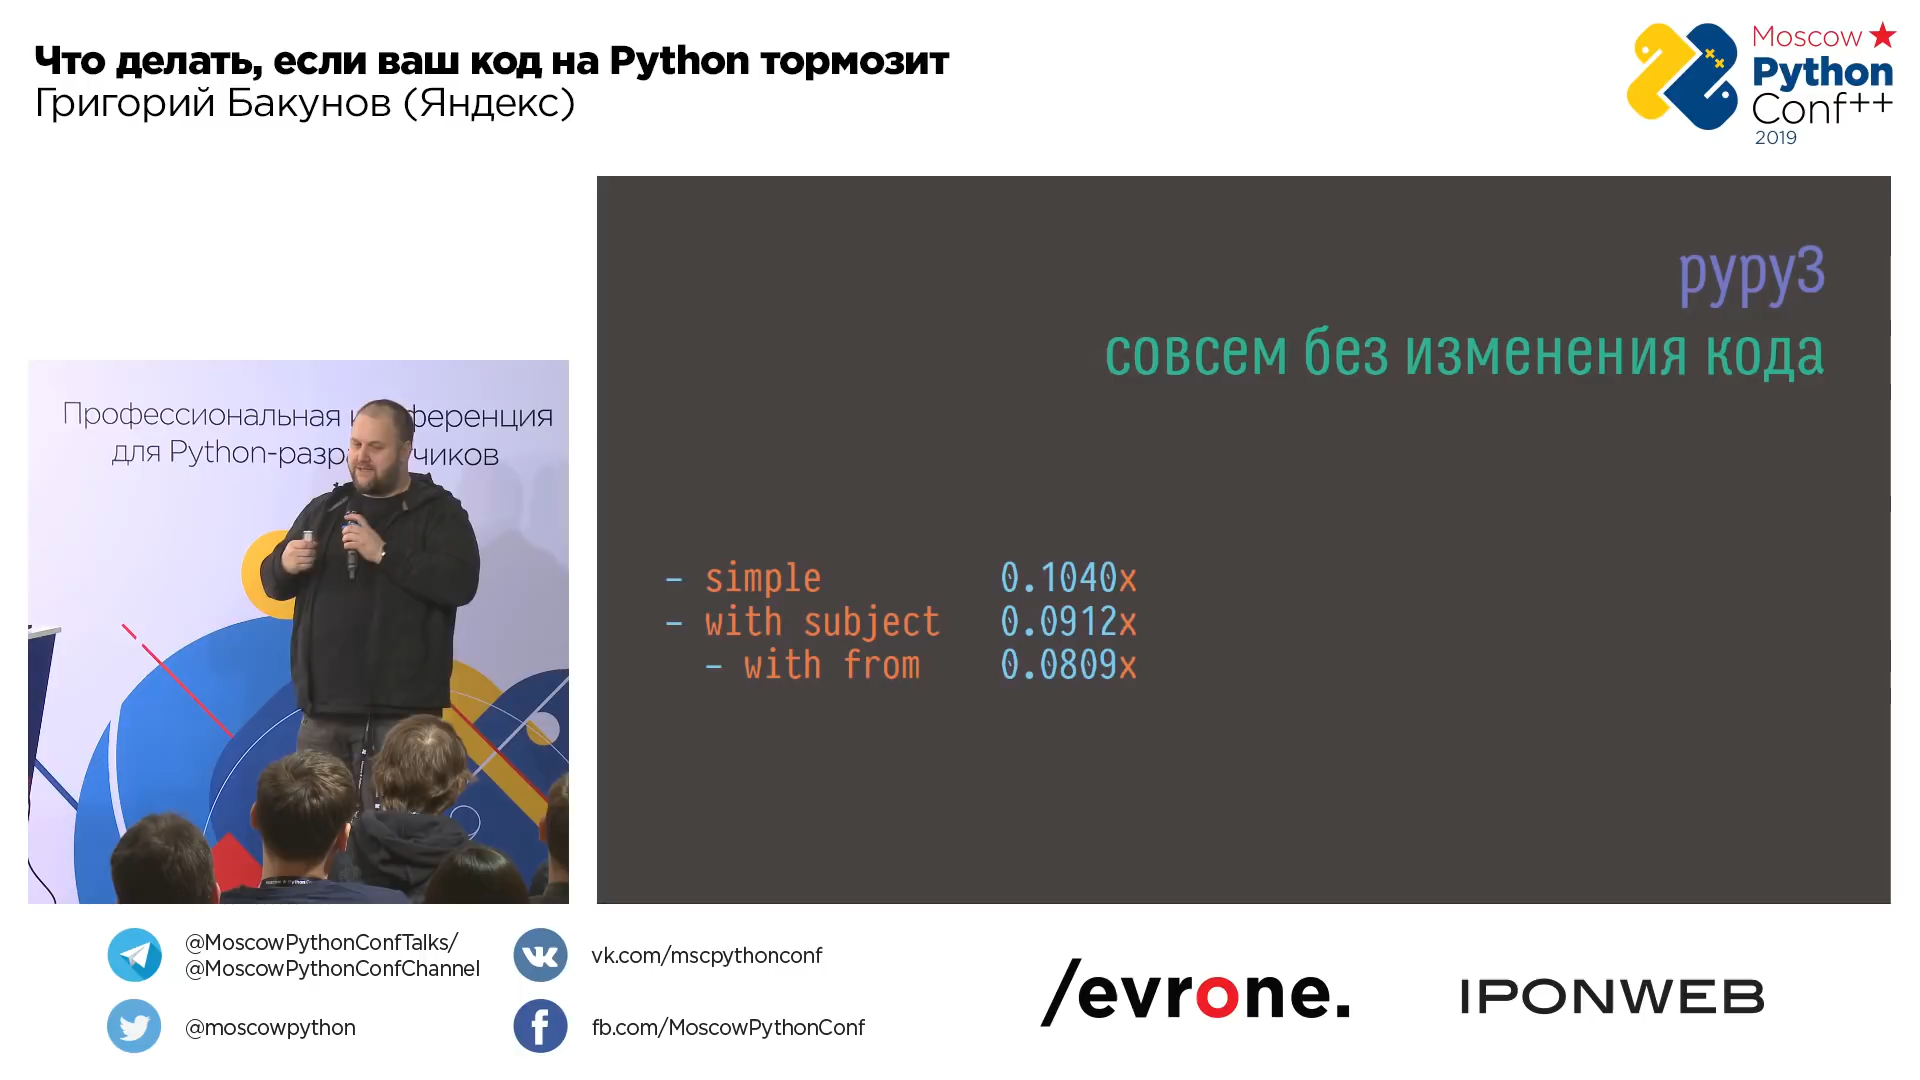 Что делать, если ваш код на Python тормозит
Григорий Бакунов (Яндекс)
Moscow
Python
Conf++
2019
pypy3
совсем без изменения кода
- simple 0.1040x
- with subject 0.0912x
- with from 0.0809x
Профессиональная ференция
для Python-разра тчиков
@MoscowPythonConfTalks/
@MoscowPythonConfChannel
vk.com/mscpythonconf
@moscowpython
fb.com/MoscowPythonConf
/evrone.
IPONWEB